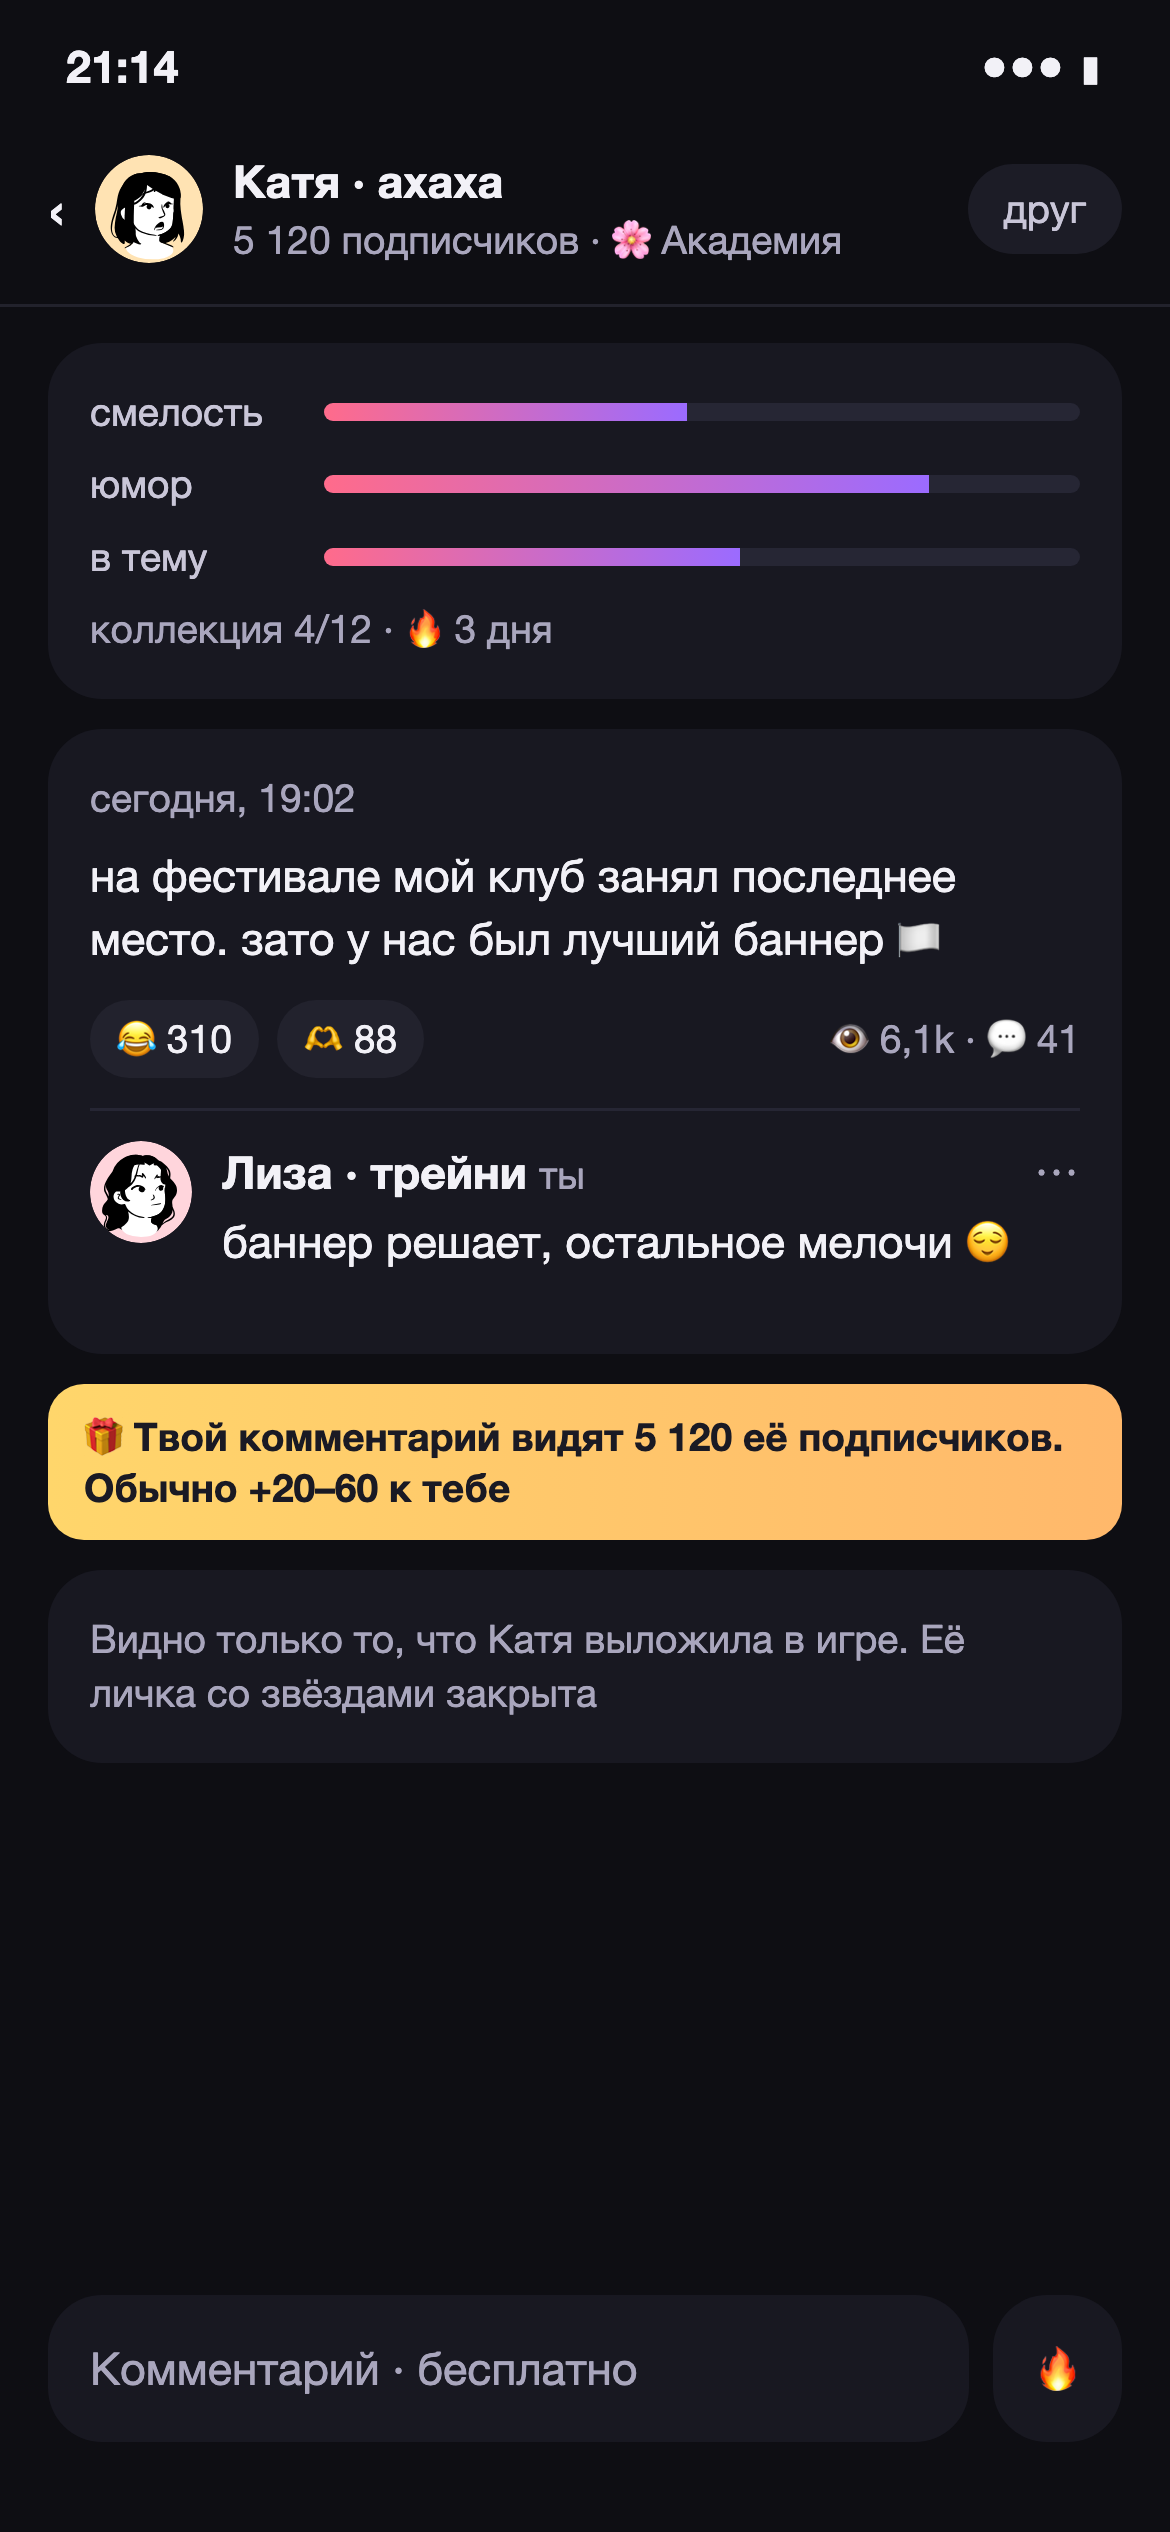 21:14
Катя · ахаха
5 120 подписчиков · 🌸 Академия
друг
смелость
юмор
в тему
коллекция 4/12 · 🔥 3 дня
сегодня, 19:02
на фестивале мой клуб занял последнее
место. зато у нас был лучший баннер 🏳️
😂 310
🫶 88
👁️ 6,1k · 💬 41
Лиза · трейни ты
баннер решает, остальное мелочи 😌
🎁 Твой комментарий видят 5 120 её подписчиков.
Обычно +20–60 к тебе
Видно только то, что Катя выложила в игре. Её
личка со звёздами закрыта
Комментарий · бесплатно